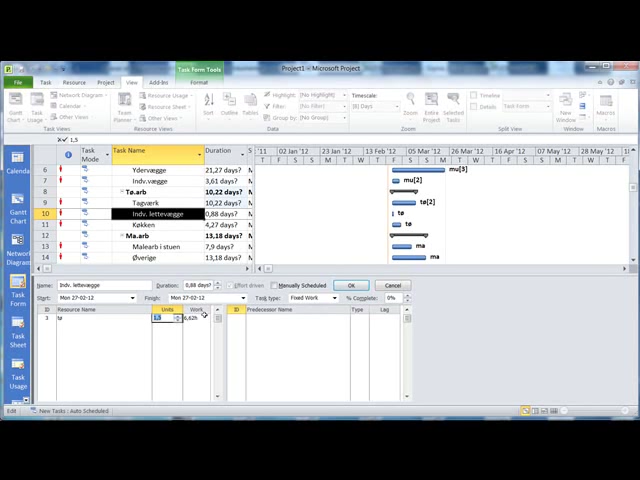 Task Form Tools
Project1 – Microsoft Project
File Task Resource Project View Add-Ins Format
Gantt Chart Task Usage Network Diagram Calendar Other Views Team Planner Resource Usage Resource Sheet Other Views Sort Outline Tables Highlight: [No Highlight] Filter: [No Filter] Group by: [No Group] Timescale: [8] Days Zoom Entire Project Selected Tasks Timeline Details Task Form New Window Macros
Task Views Resource Views Data Zoom Split View Window Macros
1,5
Task Mode Task Name Duration '11 02 Jan '12 23 Jan '12 13 Feb '12 05 Mar '12 26 Mar '12 16 Apr '12 07 May '12 28 May '12
6 Ydervægge 21,27 days? mu[3]
7 Indv.vægge 3,61 days? mu[2]
8 Tø.arb 10,22 days?
9 Tagværk 10,22 days? tø[2]
10 Indv. lettevægge 0,88 days? tø
11 Køkken 4,27 days? tø
12 Ma.arb 13,18 days?
13 Malearb i stuen 7,9 days? ma
14 Øverige 13,18 days? ma
Calenda
Gantt Chart
Network Diagram
Task Form
Task Sheet
Task Usage
Name: Indv. lettevægge Duration: 0,88 days? Effort driven Manually Scheduled OK Cancel
Start: Mon 27-02-12 Finish: Mon 27-02-12 Task type: Fixed Work % Complete: 0%
ID Resource Name Units Work ID Predecessor Name Type Lag
3 tø 6,62h
Edit New Tasks : Auto Scheduled